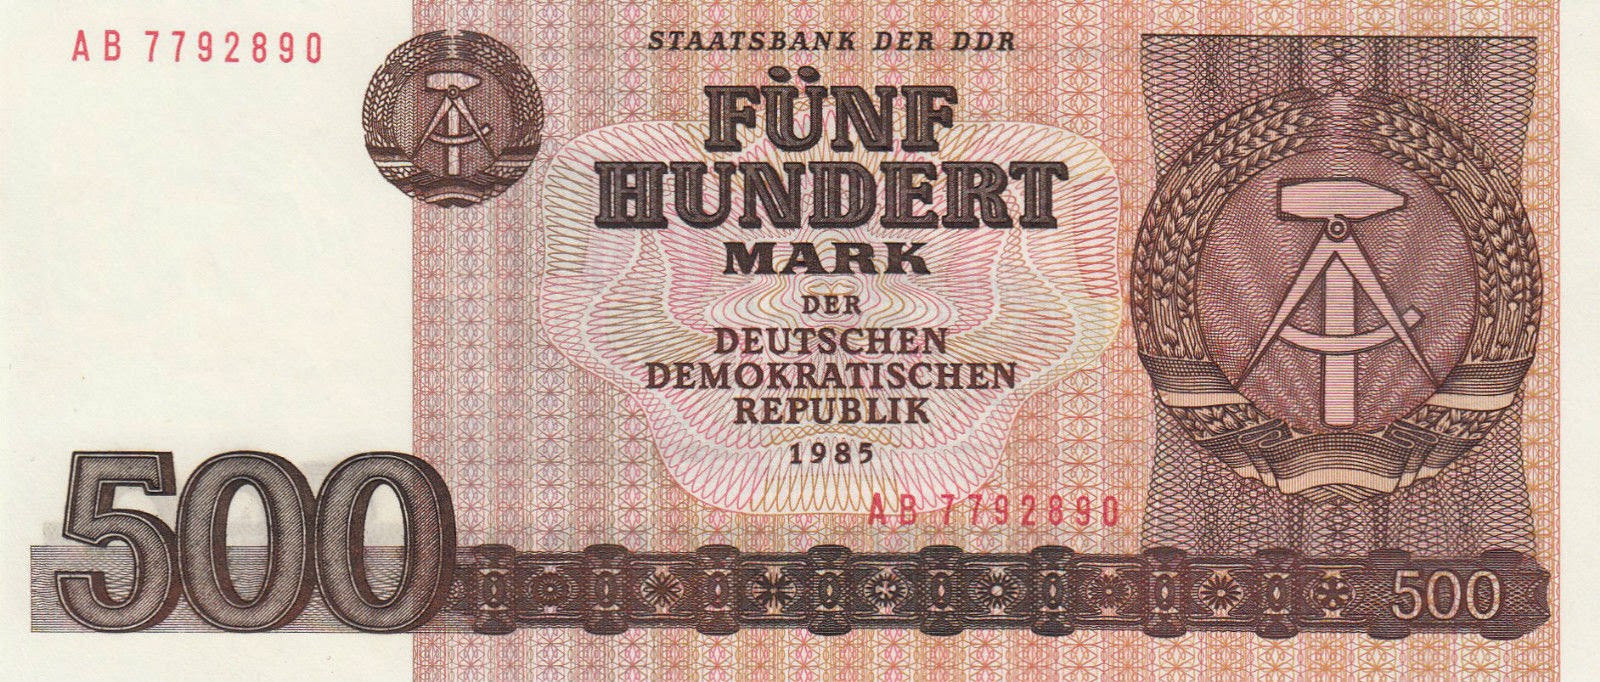 AB 7792890
STAATSBANK DER DDR
FÜNF
HUNDERT
MARK
DER
DEUTSCHEN
DEMOKRATISCHEN
REPUBLIK
1985
AB 7792890
500
500